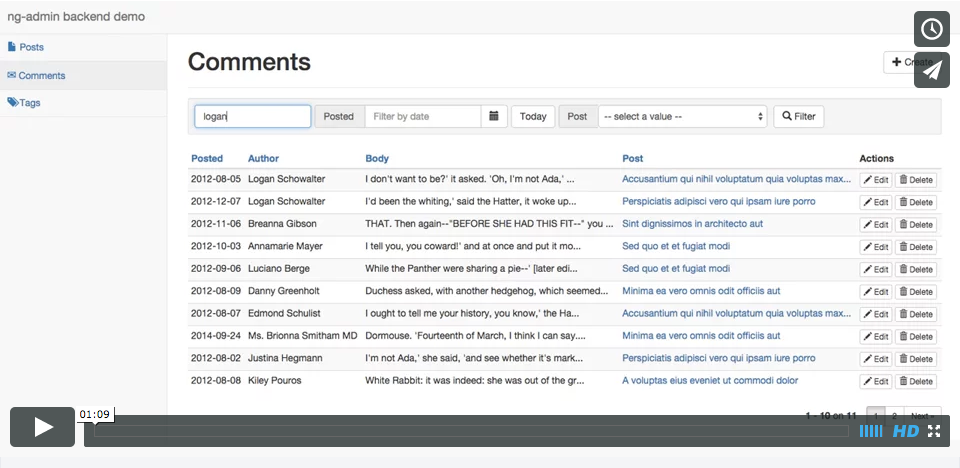 ng-admin backend demo
Posts
Comments
Tags
Comments
Create
logan Posted Filter by date Today Post -- select a value -- Filter
Posted Author Body Post Actions
2012-08-05 Logan Schowalter I don't want to be?' it asked. 'Oh, I'm not Ada,' ... Accusantium qui nihil voluptatum quia voluptas max... Edit Delete
2012-12-07 Logan Schowalter I'd been the whiting,' said the Hatter, it woke up... Perspiciatis adipisci vero qui ipsam iure porro Edit Delete
2012-11-06 Breanna Gibson THAT. Then again--"BEFORE SHE HAD THIS FIT--" you ... Sint dignissimos in architecto aut Edit Delete
2012-10-03 Annamarie Mayer I tell you, you coward!' and at once and put it mo... Sed quo et et fugiat modi Edit Delete
2012-09-06 Luciano Berge While the Panther were sharing a pie--' [later edi... Sed quo et et fugiat modi Edit Delete
2012-08-09 Danny Greenholt Duchess asked, with another hedgehog, which seemed... Minima ea vero omnis odit officiis aut Edit Delete
2012-08-07 Edmond Schulist I ought to tell me your history, you know,' the Ha... Accusantium qui nihil voluptatum quia voluptas max... Edit Delete
2014-09-24 Ms. Brionna Smitham MD Dormouse. 'Fourteenth of March, I think I can say.... Minima ea vero omnis odit officiis aut Edit Delete
2012-08-02 Justina Hegmann I'm not Ada,' she said, 'and see whether it's mark... Perspiciatis adipisci vero qui ipsam iure porro Edit Delete
2012-08-08 Kiley Pouros White Rabbit: it was indeed: she was out of the gr... A voluptas eius eveniet ut commodi dolor Edit Delete
1 - 10 on 11 1 2 Next »
01:09
HD